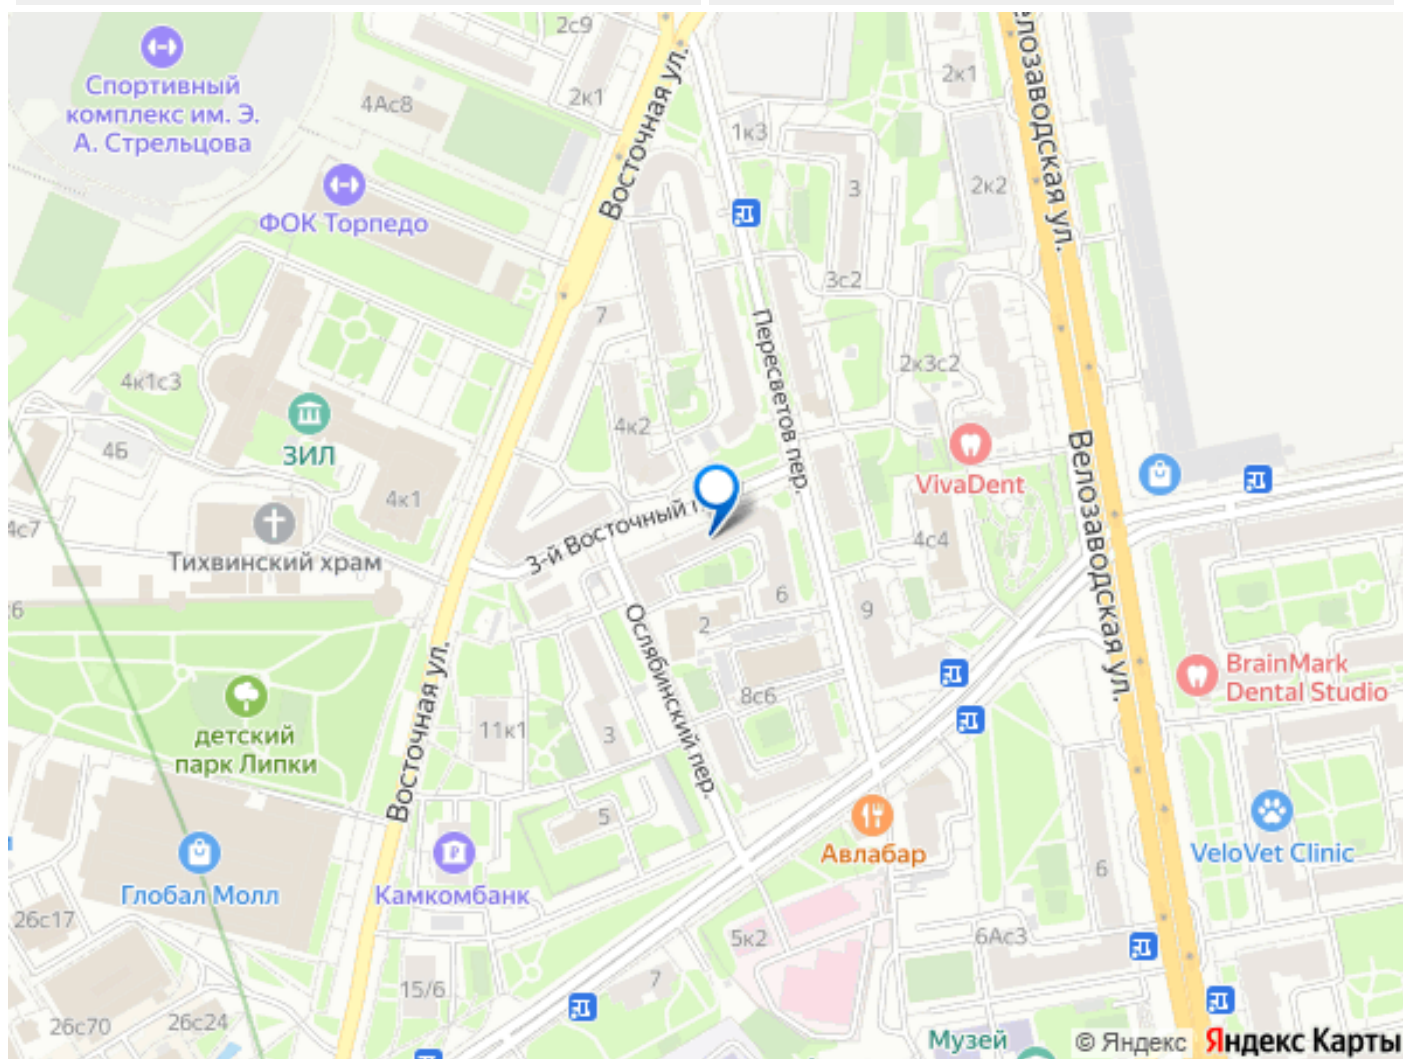 2с9
Спортивный
комплекс им. Э.
А. Стрельцова
4Ас8
2к1
2к1
Восточная ул.
1к3
3
2к2
ФОК Торпедо
3с2
7
Пересветов пер.
4к1с3
2к3с2
4к2
4Б
ЗИЛ
VivaDent
Велозаводская ул.
4к1
3-й Восточный
4с7
Тихвинский храм
4с4
6
2
9
Ослябинский пер.
BrainMark
Dental Studio
Восточная ул.
8с6
11к1
3
детский
парк Липки
5
Авлабар
VeloVet Clinic
Глобал Молл
Камкомбанк
6
26с17
5к2
6Ас3
7
15/6
26с70
26с24
Музей
© Яндекс
Яндекс Карты